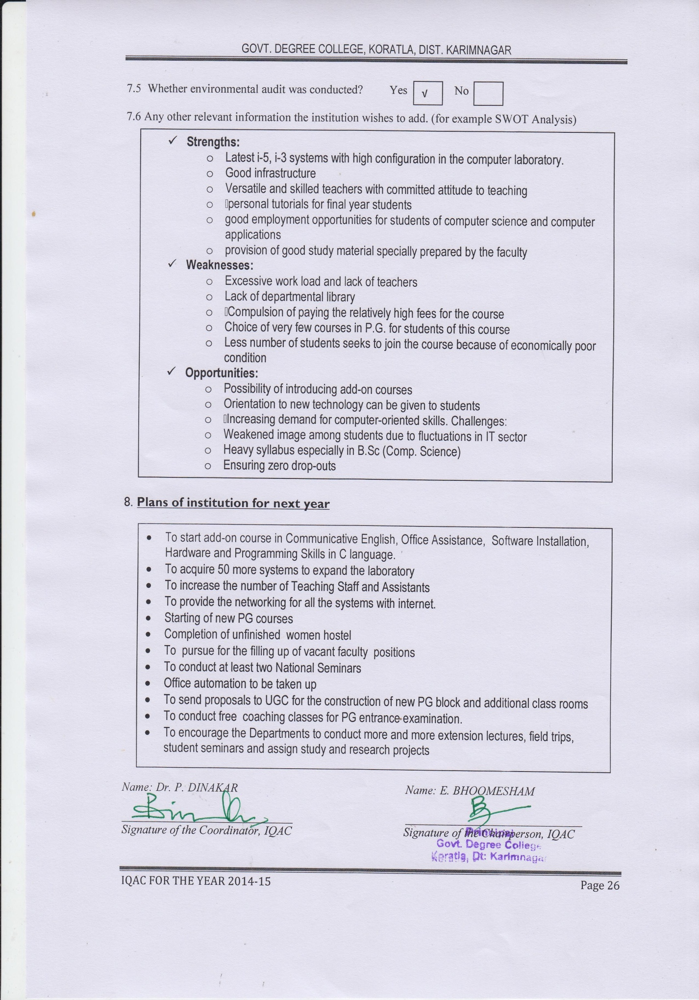 GOVT. DEGREE COLLEGE, KORATLA, DIST. KARIMNAGAR
7.5 Whether environmental audit was conducted? Yes √ No
7.6 Any other relevant information the institution wishes to add. (for example SWOT Analysis)
✓ Strengths:
o Latest i-5, i-3 systems with high configuration in the computer laboratory.
o Good infrastructure
o Versatile and skilled teachers with committed attitude to teaching
o personal tutorials for final year students
o good employment opportunities for students of computer science and computer
applications
o provision of good study material specially prepared by the faculty
✓ Weaknesses:
o Excessive work load and lack of teachers
o Lack of departmental library
o Compulsion of paying the relatively high fees for the course
o Choice of very few courses in P.G. for students of this course
o Less number of students seeks to join the course because of economically poor
condition
✓ Opportunities:
o Possibility of introducing add-on courses
o Orientation to new technology can be given to students
o Increasing demand for computer-oriented skills. Challenges:
o Weakened image among students due to fluctuations in IT sector
o Heavy syllabus especially in B.Sc (Comp. Science)
o Ensuring zero drop-outs
8. Plans of institution for next year
• To start add-on course in Communicative English, Office Assistance, Software Installation,
Hardware and Programming Skills in C language.
• To acquire 50 more systems to expand the laboratory
• To increase the number of Teaching Staff and Assistants
• To provide the networking for all the systems with internet.
• Starting of new PG courses
• Completion of unfinished women hostel
• To pursue for the filling up of vacant faculty positions
• To conduct at least two National Seminars
• Office automation to be taken up
• To send proposals to UGC for the construction of new PG block and additional class rooms
• To conduct free coaching classes for PG entrance examination.
• To encourage the Departments to conduct more and more extension lectures, field trips,
student seminars and assign study and research projects
Name: Dr. P. DINAKAR
Name: E. BHOOMESHAM
Signature of the Coordinator, IQAC
Signature of the Chairperson, IQAC
Principal
Govt. Degree College
Koratla, Dt: Karimnagar
IQAC FOR THE YEAR 2014-15
Page 26